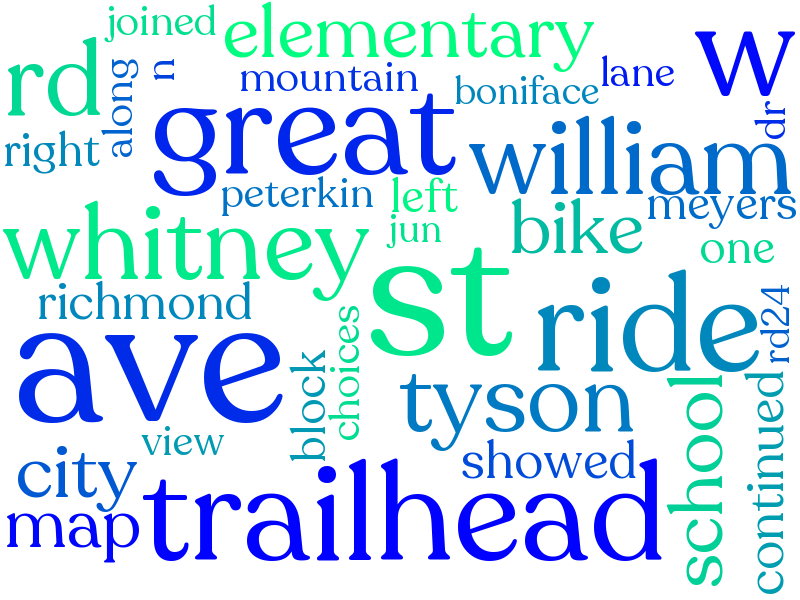 joined
elementary
w
rd
along
n
mountain
lane
boniface
great
dr
right
william
peterkin
left
meyers
whitney
jun
bike
one
st
richmond
ride
rd24
ave
choices
block
tyson
school
continued
view
city
showed
map
trailhead